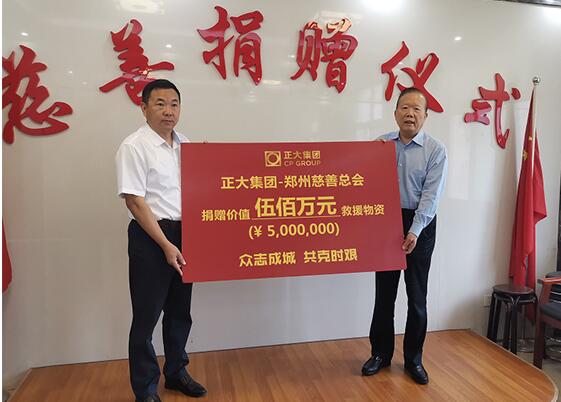 慈善捐赠仪式
正大集团
CP GROUP
正大集团-郑州慈善总会
捐赠价值 伍佰万元 救援物资
(¥ 5,000,000)
众志成城 共克时艰